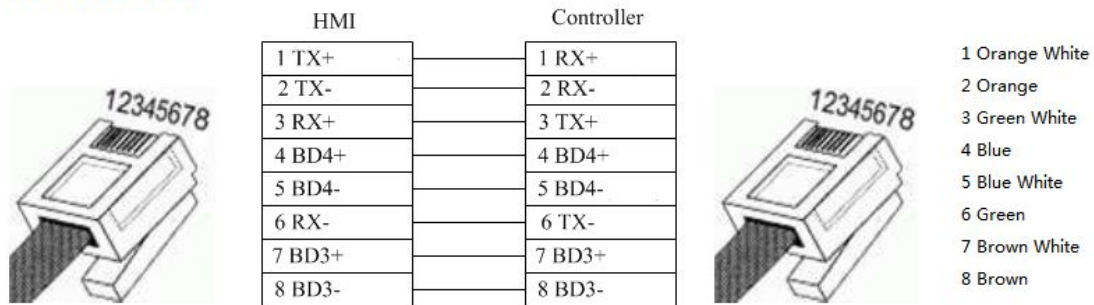 HMI Controller
1 TX+ 1 RX+
2 TX- 2 RX-
3 RX+ 3 TX+
4 BD4+ 4 BD4+
5 BD4- 5 BD4-
6 RX- 6 TX-
7 BD3+ 7 BD3+
8 BD3- 8 BD3-
12345678
12345678
1 Orange White
2 Orange
3 Green White
4 Blue
5 Blue White
6 Green
7 Brown White
8 Brown